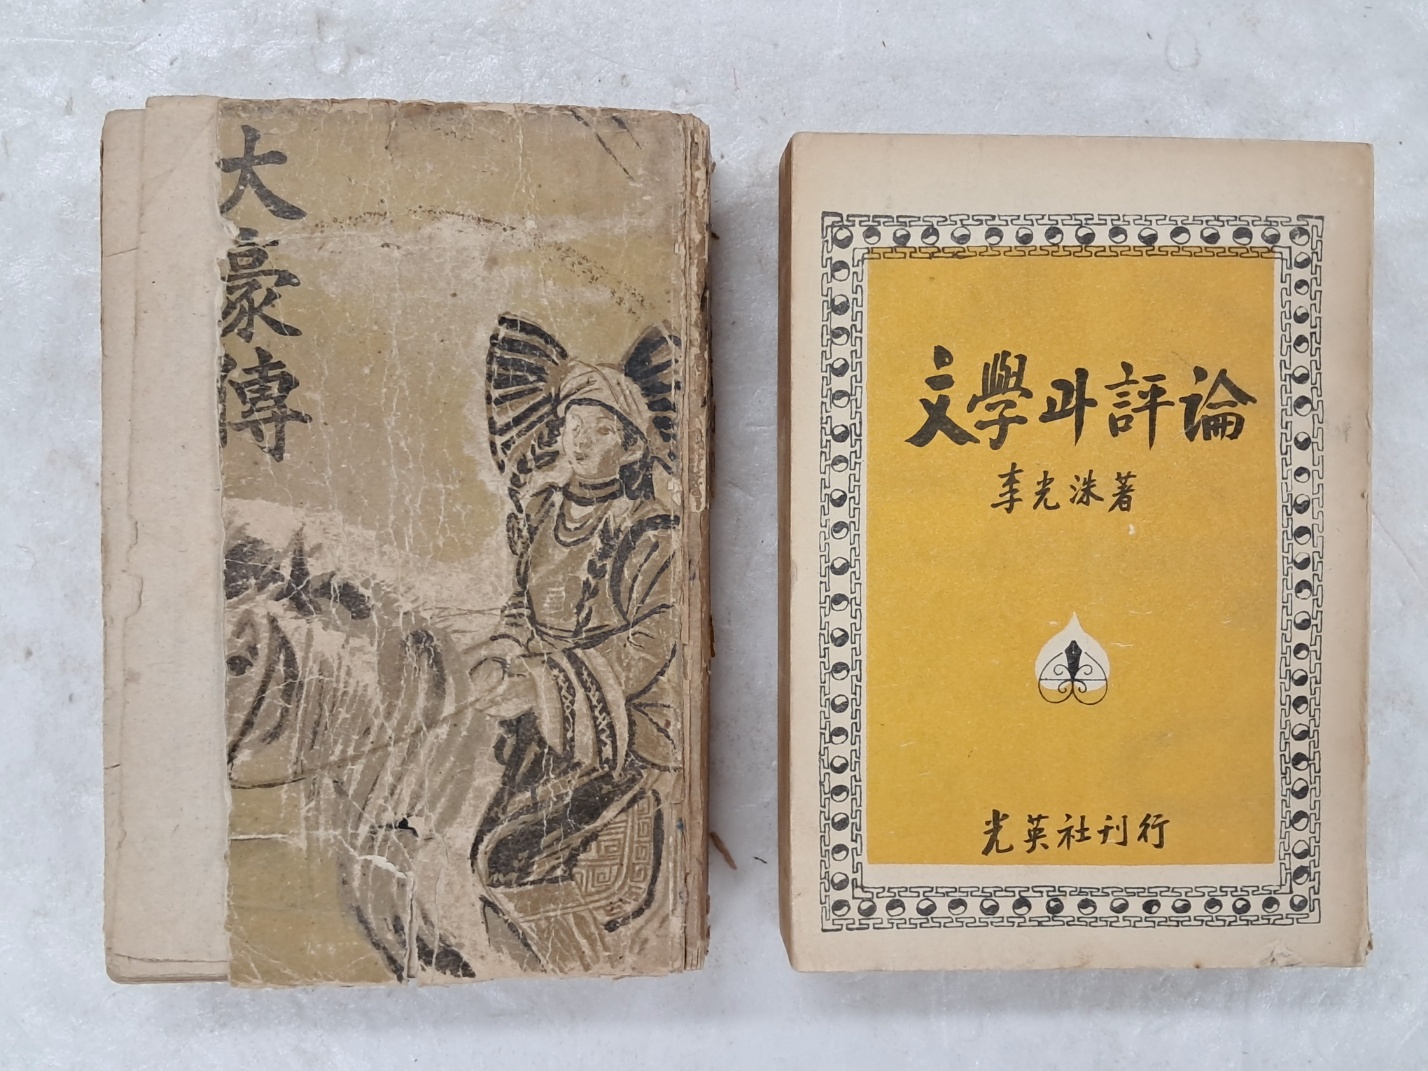 大豪傳
文學과 評論
李光洙 著
光英社刊行